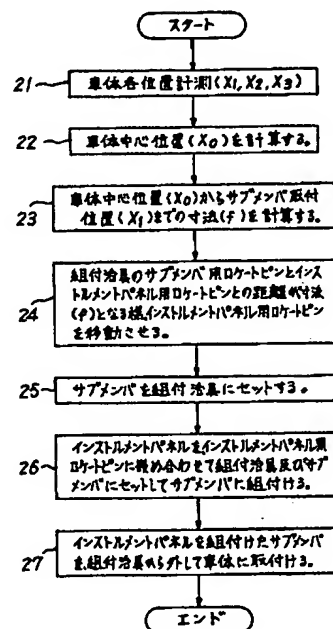 スタート
21
車体各位置計測(X1,X2,X3)
22
車体中心位置(X0)を計算する。
23
車体中心位置(X0)からサブメンバ取付
位置(X1)までの寸法(f)を計算する。
24
組付治具のサブメンバ用ロケートピンとインス
トルメントパネル用ロケートピンとの距離が寸法
(f)となる様、インストルメントパネル用ロケートピン
を移動させる。
25
サブメンバを組付治具にセットする。
26
インストルメントパネルをインストルメントパネル用
ロケートピンに嵌め合わせて組付治具及びサブ
メンバにセットしてサブメンバに組付ける。
27
インストルメントパネルを組付けたサブメンバ
を、組付治具から外して車体に取付ける。
エンド